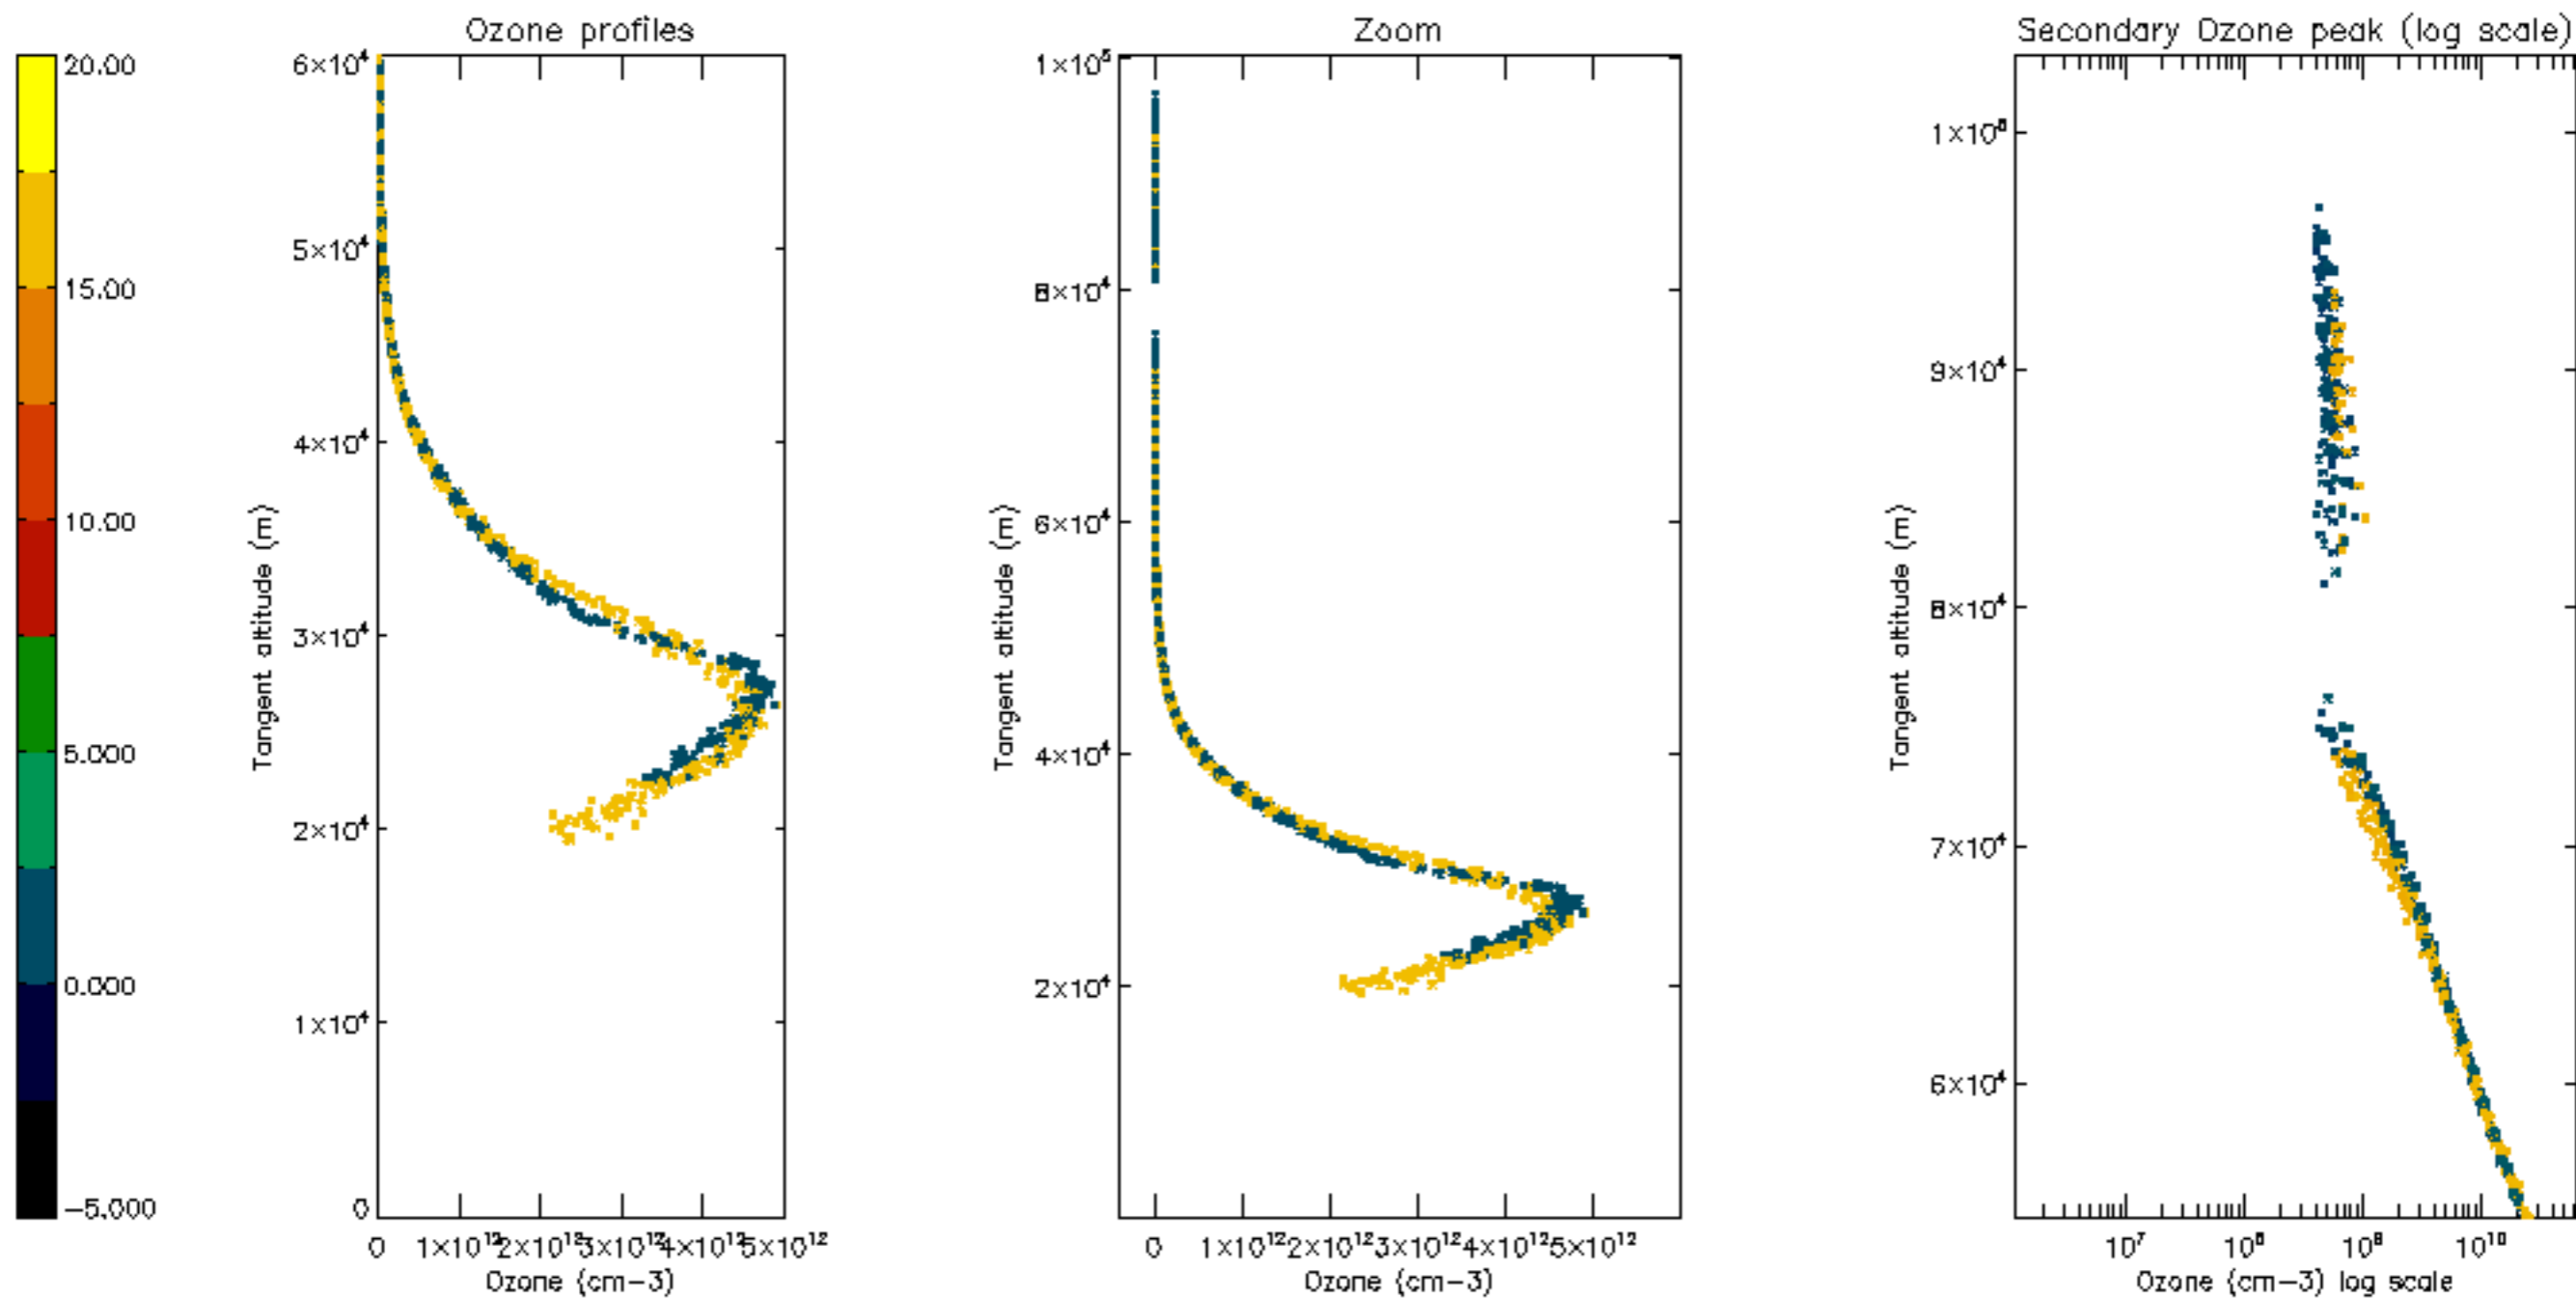 Ozone profiles
Zoom
Secondary Ozone peak (log scale)
20.00
15.00
10.00
5.000
0.000
−5.000
6×10⁴
5×10⁴
4×10⁴
3×10⁴
2×10⁴
1×10⁴
0
Tangent altitude (m)
0 1×10¹² 2×10¹² 3×10¹² 4×10¹² 5×10¹²
Ozone (cm−3)
1×10⁵
8×10⁴
6×10⁴
4×10⁴
2×10⁴
Tangent altitude (m)
0 1×10¹² 2×10¹² 3×10¹² 4×10¹² 5×10¹²
Ozone (cm−3)
9×10⁴
8×10⁴
7×10⁴
6×10⁴
Tangent altitude (m)
10⁷ 10⁸ 10⁹ 10¹⁰
Ozone (cm−3) log scale